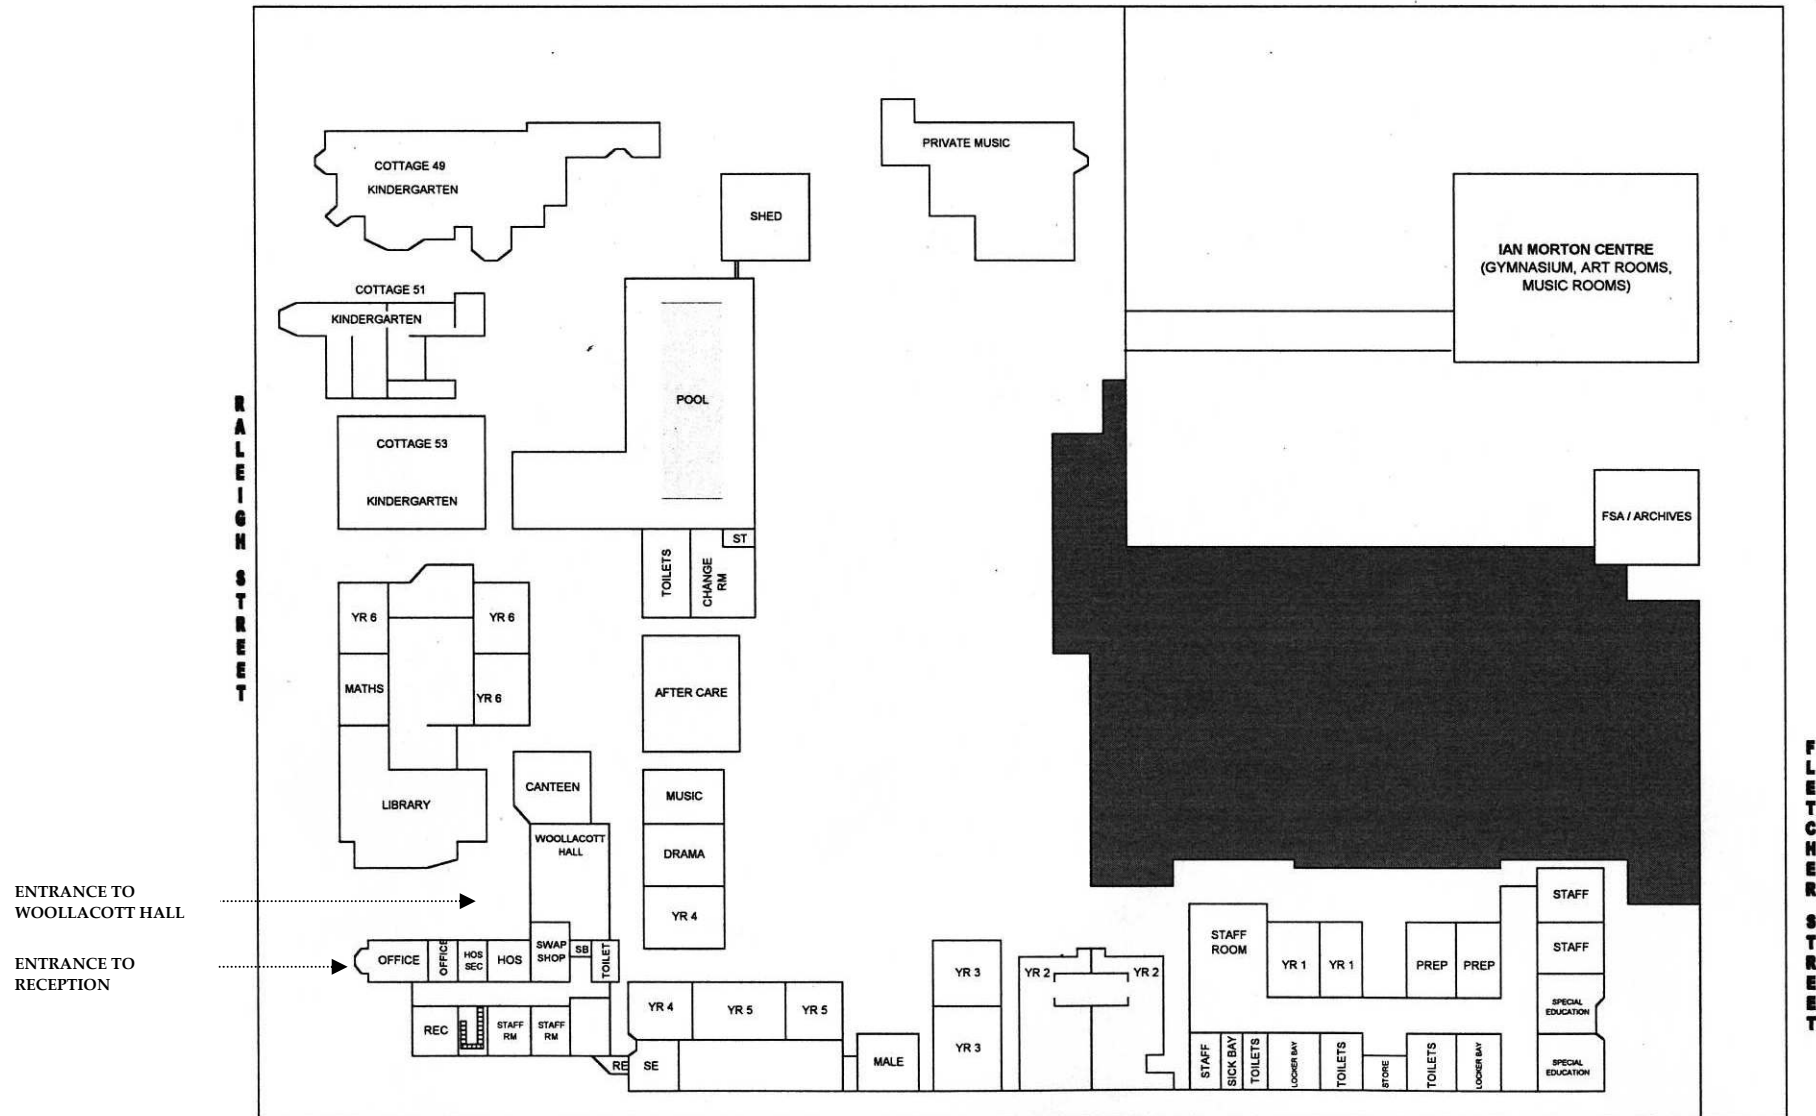 COTTAGE 49
KINDERGARTEN
PRIVATE MUSIC
SHED
IAN MORTON CENTRE
(GYMNASIUM, ART ROOMS,
MUSIC ROOMS)
COTTAGE 51
KINDERGARTEN
POOL
RALEIGH STREET
COTTAGE 53
KINDERGARTEN
FSA / ARCHIVES
ST
TOILETS
CHANGE
RM
YR 6
YR 6
MATHS
YR 6
AFTER CARE
FLETCHER STREET
CANTEEN
MUSIC
LIBRARY
WOOLLACOTT
HALL
DRAMA
ENTRANCE TO
WOOLLACOTT HALL
YR 4
STAFF
STAFF
ROOM
STAFF
ENTRANCE TO
RECEPTION
OFFICE
OFFICE
HOS
SEC
HOS
SWAP
SHOP
SB
TOILET
YR 3
YR 2
YR 2
YR 1
YR 1
PREP
PREP
SPECIAL
EDUCATION
YR 4
YR 5
YR 5
REC
STAFF
RM
STAFF
RM
YR 3
RE
SE
MALE
STAFF
SICK BAY
TOILETS
LOCKER BAY
TOILETS
STORE
TOILETS
LOCKER BAY
SPECIAL
EDUCATION